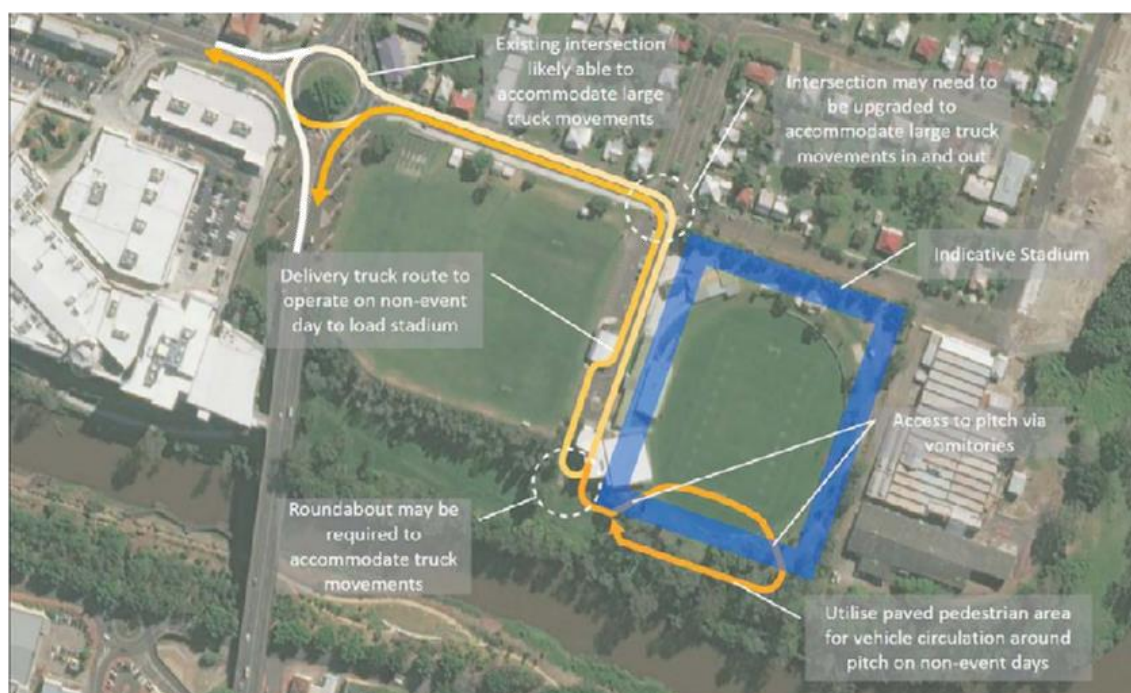 Existing intersection
likely able to
accommodate large
truck movements
Intersection may need to
be upgraded to
accommodate large truck
movements in and out
Indicative Stadium
Delivery truck route to
operate on non-event
day to load stadium
Access to pitch via
vomitories
Roundabout may be
required to
accommodate truck
movements
Utilise paved pedestrian area
for vehicle circulation around
pitch on non-event days